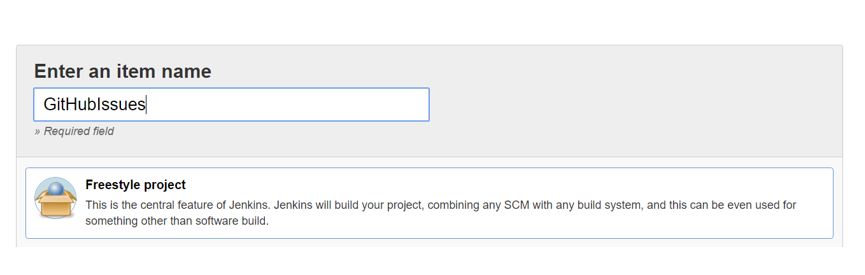 Enter an item name
GitHubIssues
» Required field
Freestyle project
This is the central feature of Jenkins. Jenkins will build your project, combining any SCM with any build system, and this can be even used for
something other than software build.